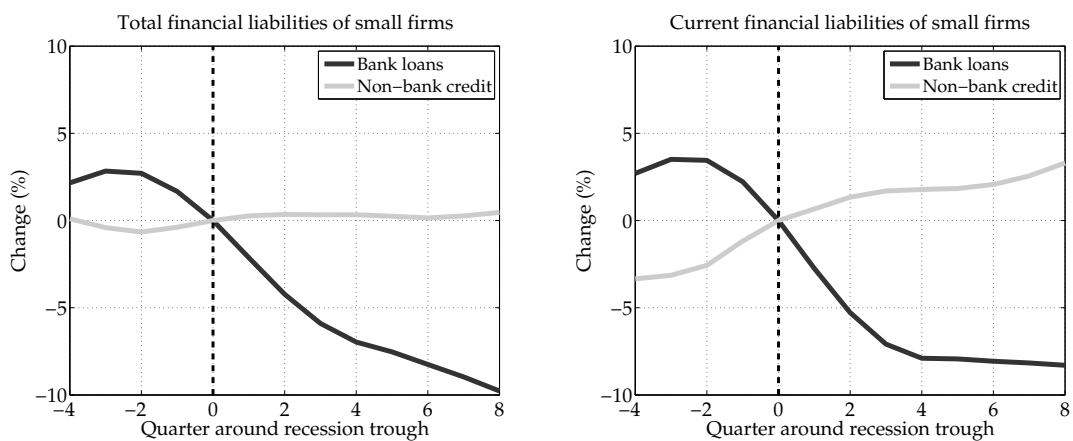 Total financial liabilities of small firms
10
5
0
−5
−10
Change (%)
Bank loans
Non−bank credit
−4
−2
0
2
4
6
8
Quarter around recession trough
Current financial liabilities of small firms
10
5
0
−5
−10
Change (%)
Bank loans
Non−bank credit
−4
−2
0
2
4
6
8
Quarter around recession trough